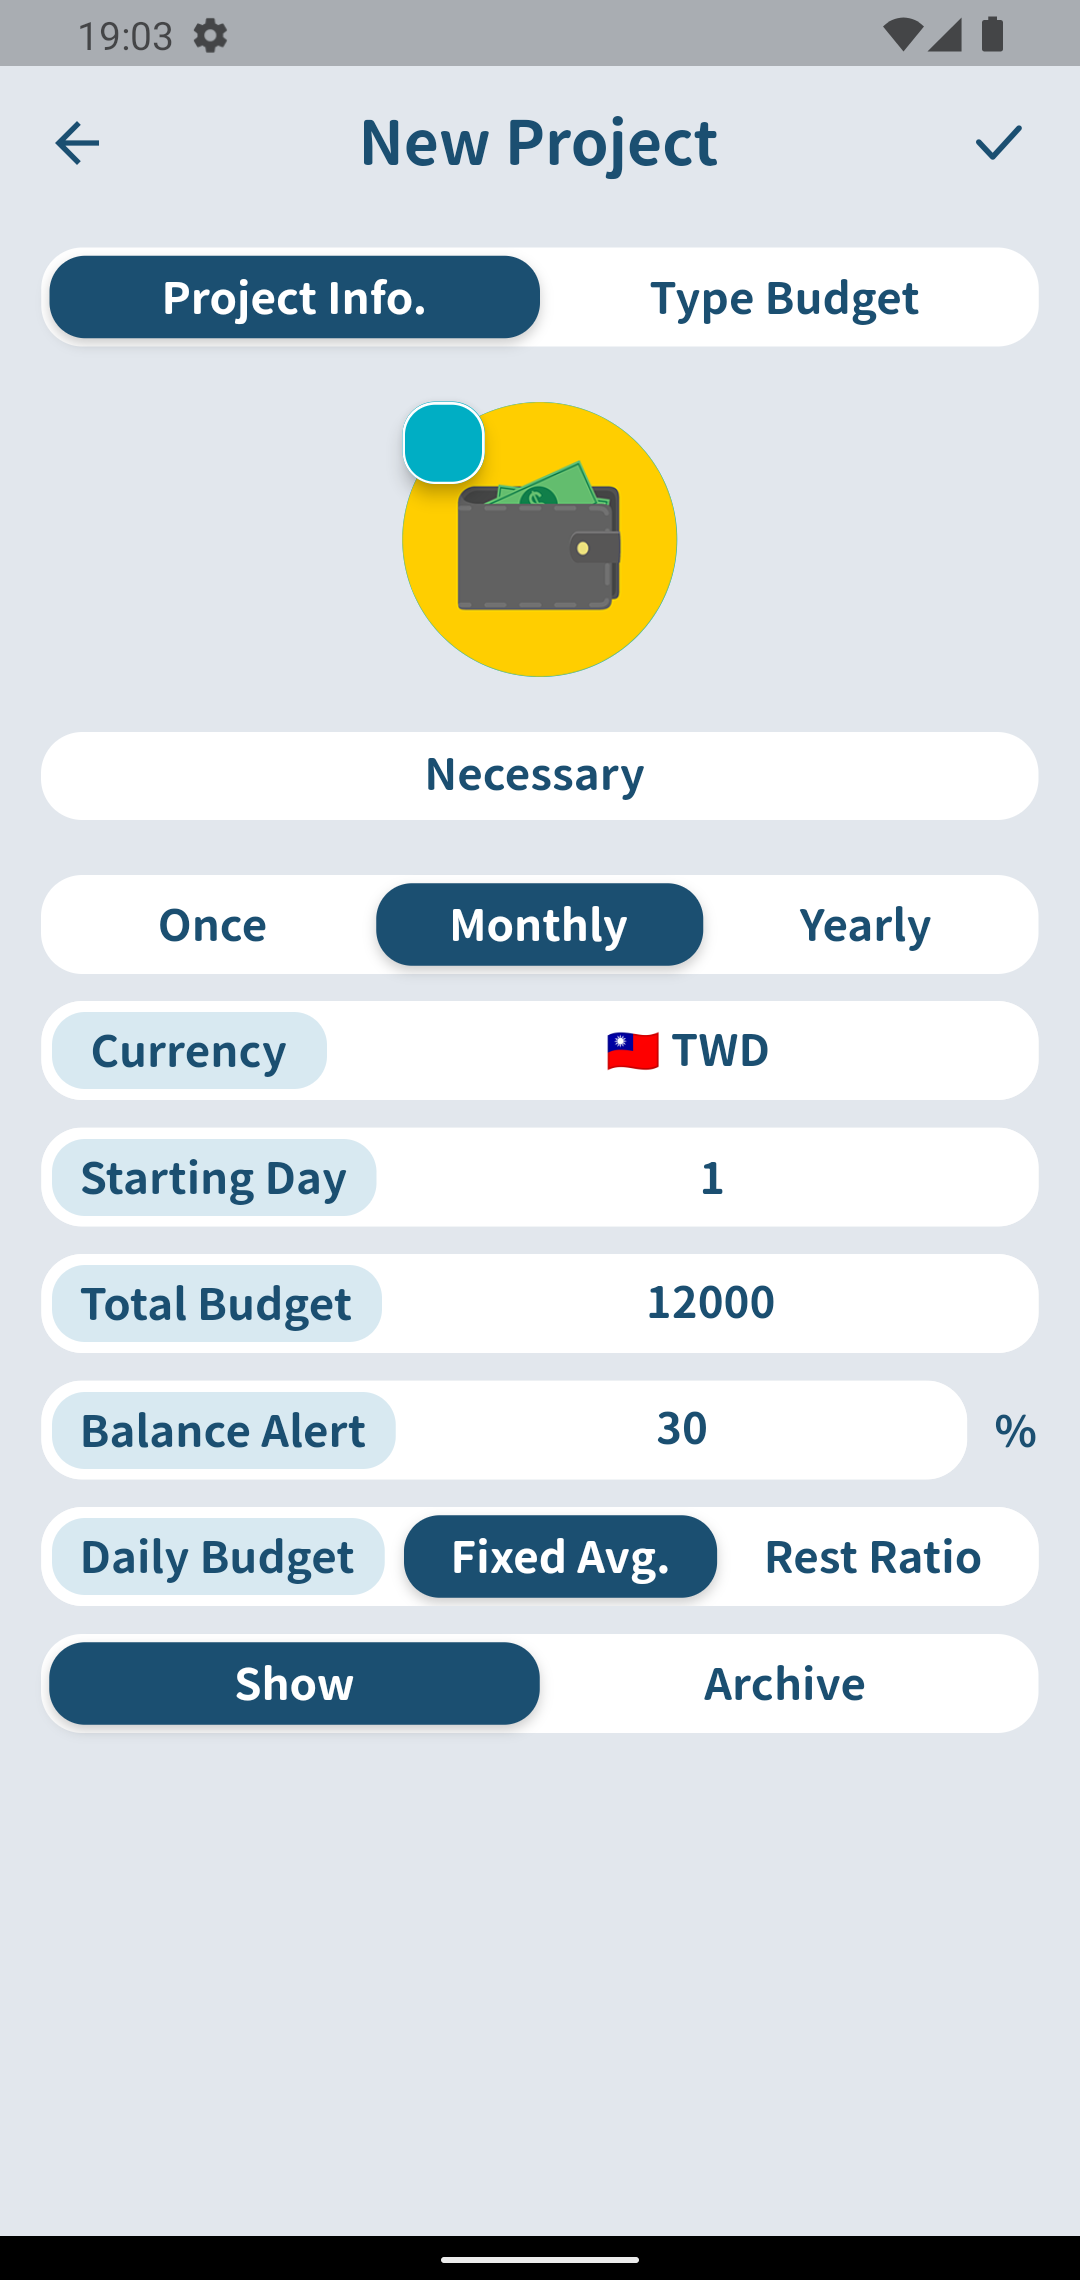 19:03
New Project
Project Info. Type Budget
Necessary
Once Monthly Yearly
Currency 🇹🇼 TWD
Starting Day 1
Total Budget 12000
Balance Alert 30 %
Daily Budget Fixed Avg. Rest Ratio
Show Archive